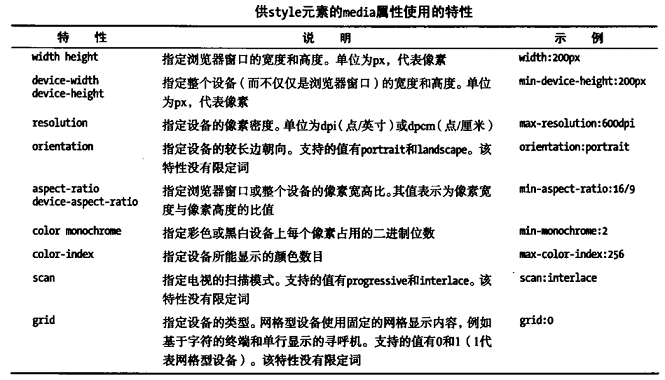 供style元素的media属性使用的特性
特 性 说 明 示 例
width height 指定浏览器窗口的宽度和高度。单位为px，代表像素 width:200px
device-width 指定整个设备（而不仅仅是浏览器窗口）的宽度和高度。单位 min-device-height:200px
device-height 为px，代表像素
resolution 指定设备的像素密度。单位为dpi（点/英寸）或dpcm（点/厘米） max-resolution:600dpi
orientation 指定设备的较长边朝向。支持的值有portrait和landscape。该 orientation:portrait
特性没有限定词
aspect-ratio 指定浏览器窗口或整个设备的像素宽高比。其值表示为像素宽 min-aspect-ratio:16/9
device-aspect-ratio 度与像素高度的比值
color monochrome 指定彩色或黑白设备上每个像素占用的二进制位数 min-monochrome:2
color-index 指定设备所能显示的颜色数目 max-color-index:256
scan 指定电视的扫描模式。支持的值有progressive和interlace。该 scan:interlace
特性没有限定词
grid 指定设备的类型。网格型设备使用固定的网格显示内容，例如 grid:0
基于字符的终端和单行显示的寻呼机。支持的值有0和1（1代
表网格型设备）。该特性没有限定词